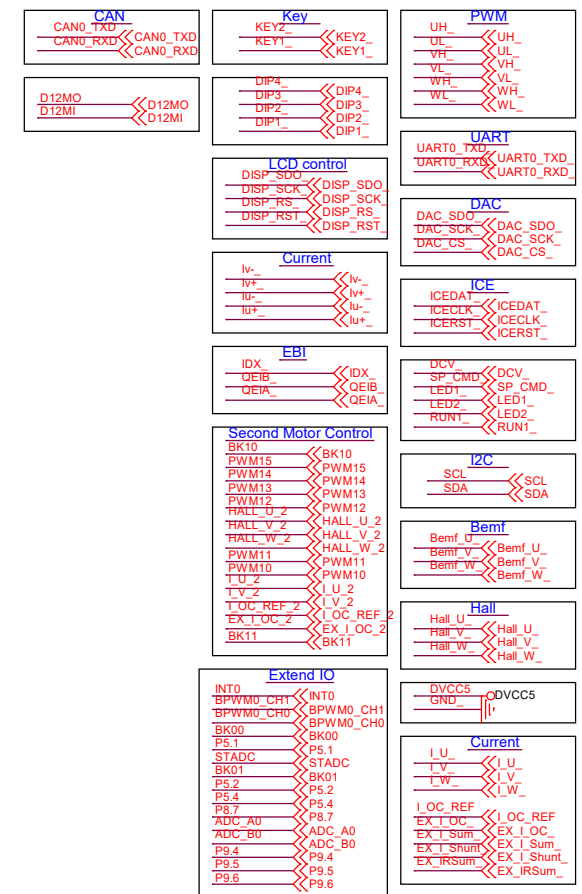 CAN
CAN0_TXD CAN0_TXD
CAN0_RXD CAN0_RXD
D12MO D12MO
D12MI D12MI
Key
KEY2_ KEY2_
KEY1_ KEY1_
DIP4_ DIP4_
DIP3_ DIP3_
DIP2_ DIP2_
DIP1_ DIP1_
LCD control
DISP_SDO_ DISP_SDO_
DISP_SCK_ DISP_SCK_
DISP_RS_ DISP_RS_
DISP_RST_ DISP_RST_
Current
Iv-_ Iv-_
Iv+_ Iv+_
Iu-_ Iu-_
Iu+_ Iu+_
EBI
IDX_ IDX_
QEIB_ QEIB_
QEIA_ QEIA_
Second Motor Control
BK10 BK10
PWM15 PWM15
PWM14 PWM14
PWM13 PWM13
PWM12 PWM12
HALL_U_2 HALL_U_2
HALL_V_2 HALL_V_2
HALL_W_2 HALL_W_2
PWM11 PWM11
PWM10 PWM10
I_U_2 I_U_2
I_V_2 I_V_2
I_OC_REF_2 I_OC_REF_2
EX_I_OC_2 EX_I_OC_2
BK11 BK11
Extend IO
INT0 INT0
BPWM0_CH1 BPWM0_CH1
BPWM0_CH0 BPWM0_CH0
BK00 BK00
P5.1 P5.1
STADC STADC
BK01 BK01
P5.2 P5.2
P5.4 P5.4
P8.7 P8.7
ADC_A0 ADC_A0
ADC_B0 ADC_B0
P9.4 P9.4
P9.5 P9.5
P9.6 P9.6
PWM
UH_ UH_
UL_ UL_
VH_ VH_
VL_ VL_
WH_ WH_
WL_ WL_
UART
UART0_TXD_ UART0_TXD_
UART0_RXD_ UART0_RXD_
DAC
DAC_SDO_ DAC_SDO_
DAC_SCK_ DAC_SCK_
DAC_CS_ DAC_CS_
ICE
ICEDAT_ ICEDAT_
ICECLK_ ICECLK_
ICERST_ ICERST_
DCV_ DCV_
SP_CMD_ SP_CMD_
LED1_ LED1_
LED2_ LED2_
RUN1_ RUN1_
I2C
SCL SCL
SDA SDA
Bemf
Bemf_U_ Bemf_U_
Bemf_V_ Bemf_V_
Bemf_W_ Bemf_W_
Hall
Hall_U_ Hall_U_
Hall_V_ Hall_V_
Hall_W_ Hall_W_
DVCC5 DVCC5
GND_
Current
I_U_ I_U_
I_V_ I_V_
I_W_ I_W_
I_OC_REF I_OC_REF
EX_I_OC_ EX_I_OC_
EX_I_Sum_ EX_I_Sum_
EX_I_Shunt_ EX_I_Shunt_
EX_IRSum_ EX_IRSum_